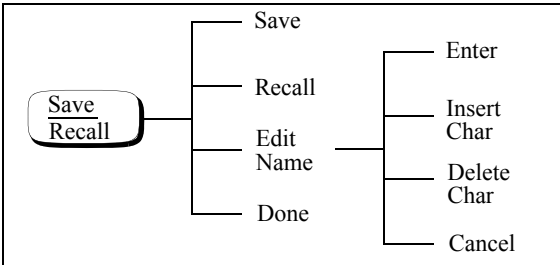 Save
Recall
Save
Recall
Edit
Name
Done
Enter
Insert
Char
Delete
Char
Cancel